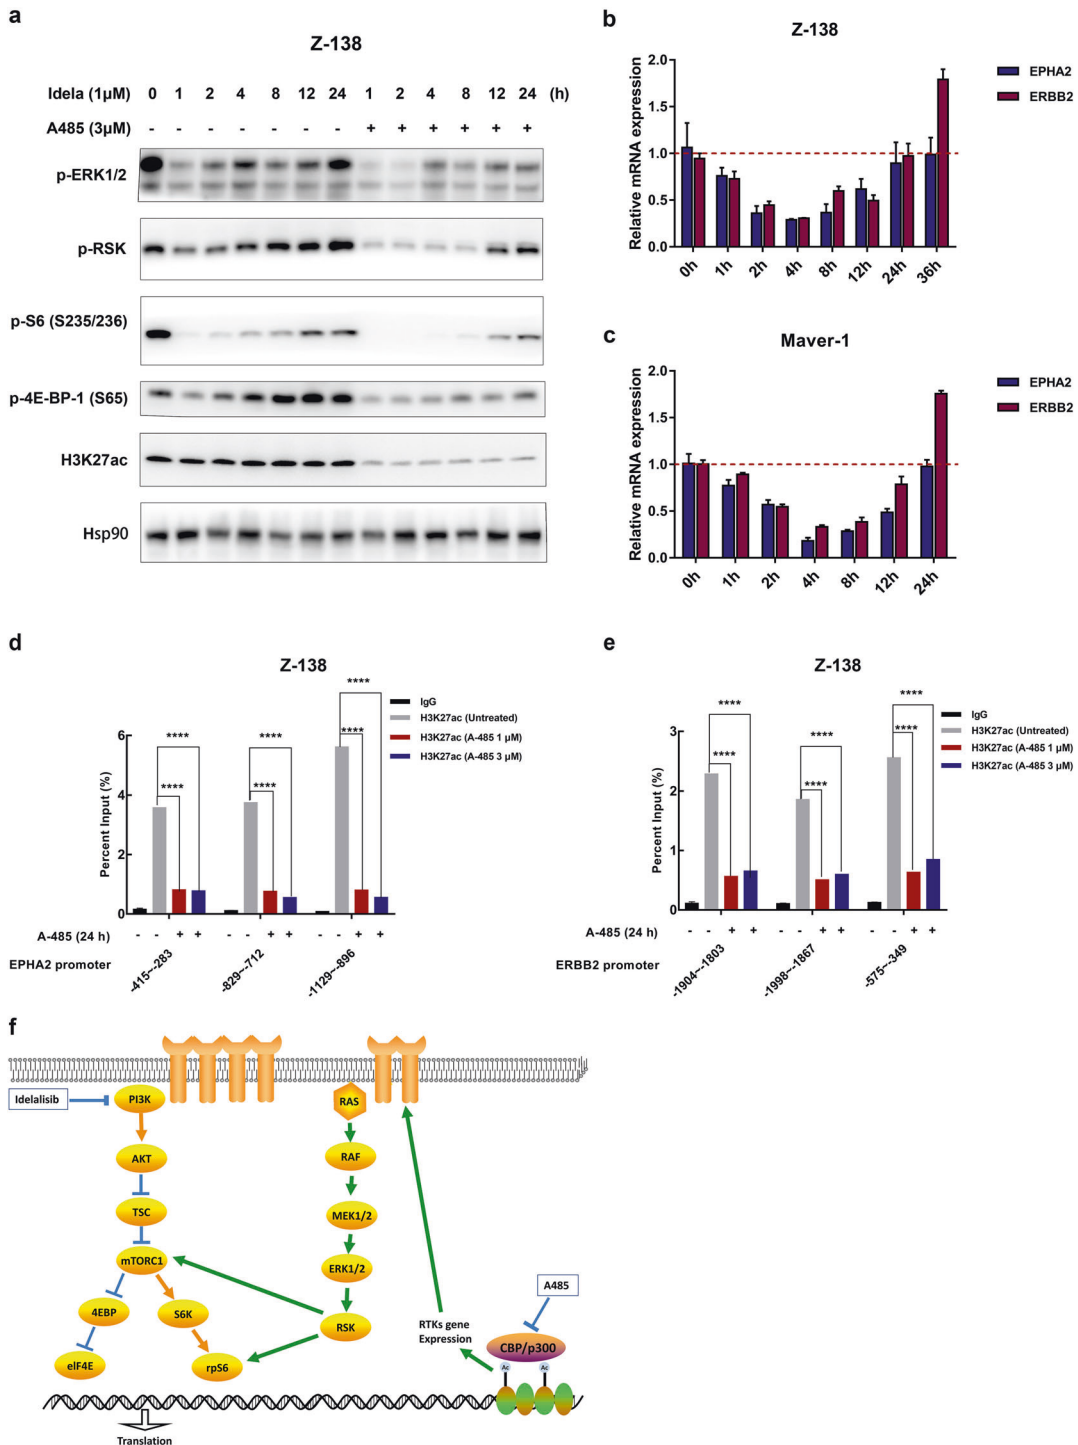 a
Z-138
Idela (1μM) 0 1 2 4 8 12 24 1 2 4 8 12 24 (h)
A485 (3μM) - - - - - - - + + + + + +
p-ERK1/2
p-RSK
p-S6 (S235/236)
p-4E-BP-1 (S65)
H3K27ac
Hsp90
b
Z-138
Relative mRNA expression
2.0
1.5
1.0
0.5
0.0
0h 1h 2h 4h 8h 12h 24h 36h
EPHA2
ERBB2
c
Maver-1
Relative mRNA expression
2.0
1.5
1.0
0.5
0.0
0h 1h 2h 4h 8h 12h 24h
EPHA2
ERBB2
d
Z-138
IgG
H3K27ac (Untreated)
H3K27ac (A-485 1 μM)
H3K27ac (A-485 3 μM)
Percent Input (%)
6
4
2
0
**** **** **** **** **** ****
A-485 (24 h) - - + + - - + + - - + +
EPHA2 promoter
-415~-283 -829~-712 -1129~-896
e
Z-138
IgG
H3K27ac (Untreated)
H3K27ac (A-485 1 μM)
H3K27ac (A-485 3 μM)
Percent Input (%)
3
2
1
0
**** **** **** **** **** ****
A-485 (24 h) - - + + - - + + - - + +
ERBB2 promoter
-1904~-1803 -1998~-1867 -575~-349
f
Idelalisib
PI3K
AKT
TSC
mTORC1
4EBP
S6K
eIF4E
rpS6
RAS
RAF
MEK1/2
ERK1/2
RSK
RTKs gene
Expression
A485
CBP/p300
Ac
Ac
Translation